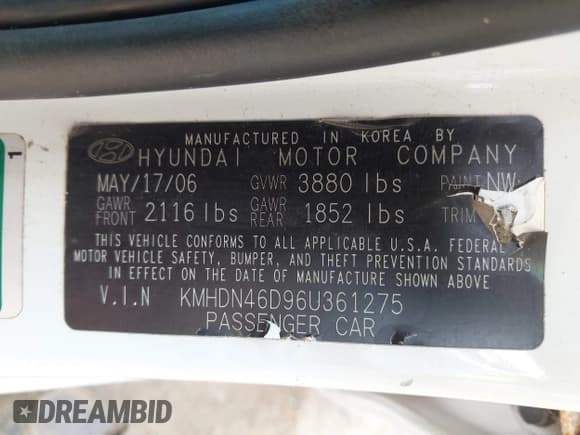 MANUFACTURED IN KOREA BY
HYUNDAI MOTOR COMPANY
MAY/17/06 GVWR 3880 lbs PAINT NW
GAWR FRONT 2116 lbs GAWR REAR 1852 lbs TRIM
THIS VEHICLE CONFORMS TO ALL APPLICABLE U.S.A. FEDERAL
MOTOR VEHICLE SAFETY, BUMPER, AND THEFT PREVENTION STANDARDS
IN EFFECT ON THE DATE OF MANUFACTURE SHOWN ABOVE
V.I.N KMHDN46D96U361275
PASSENGER CAR
1
DREAMBID